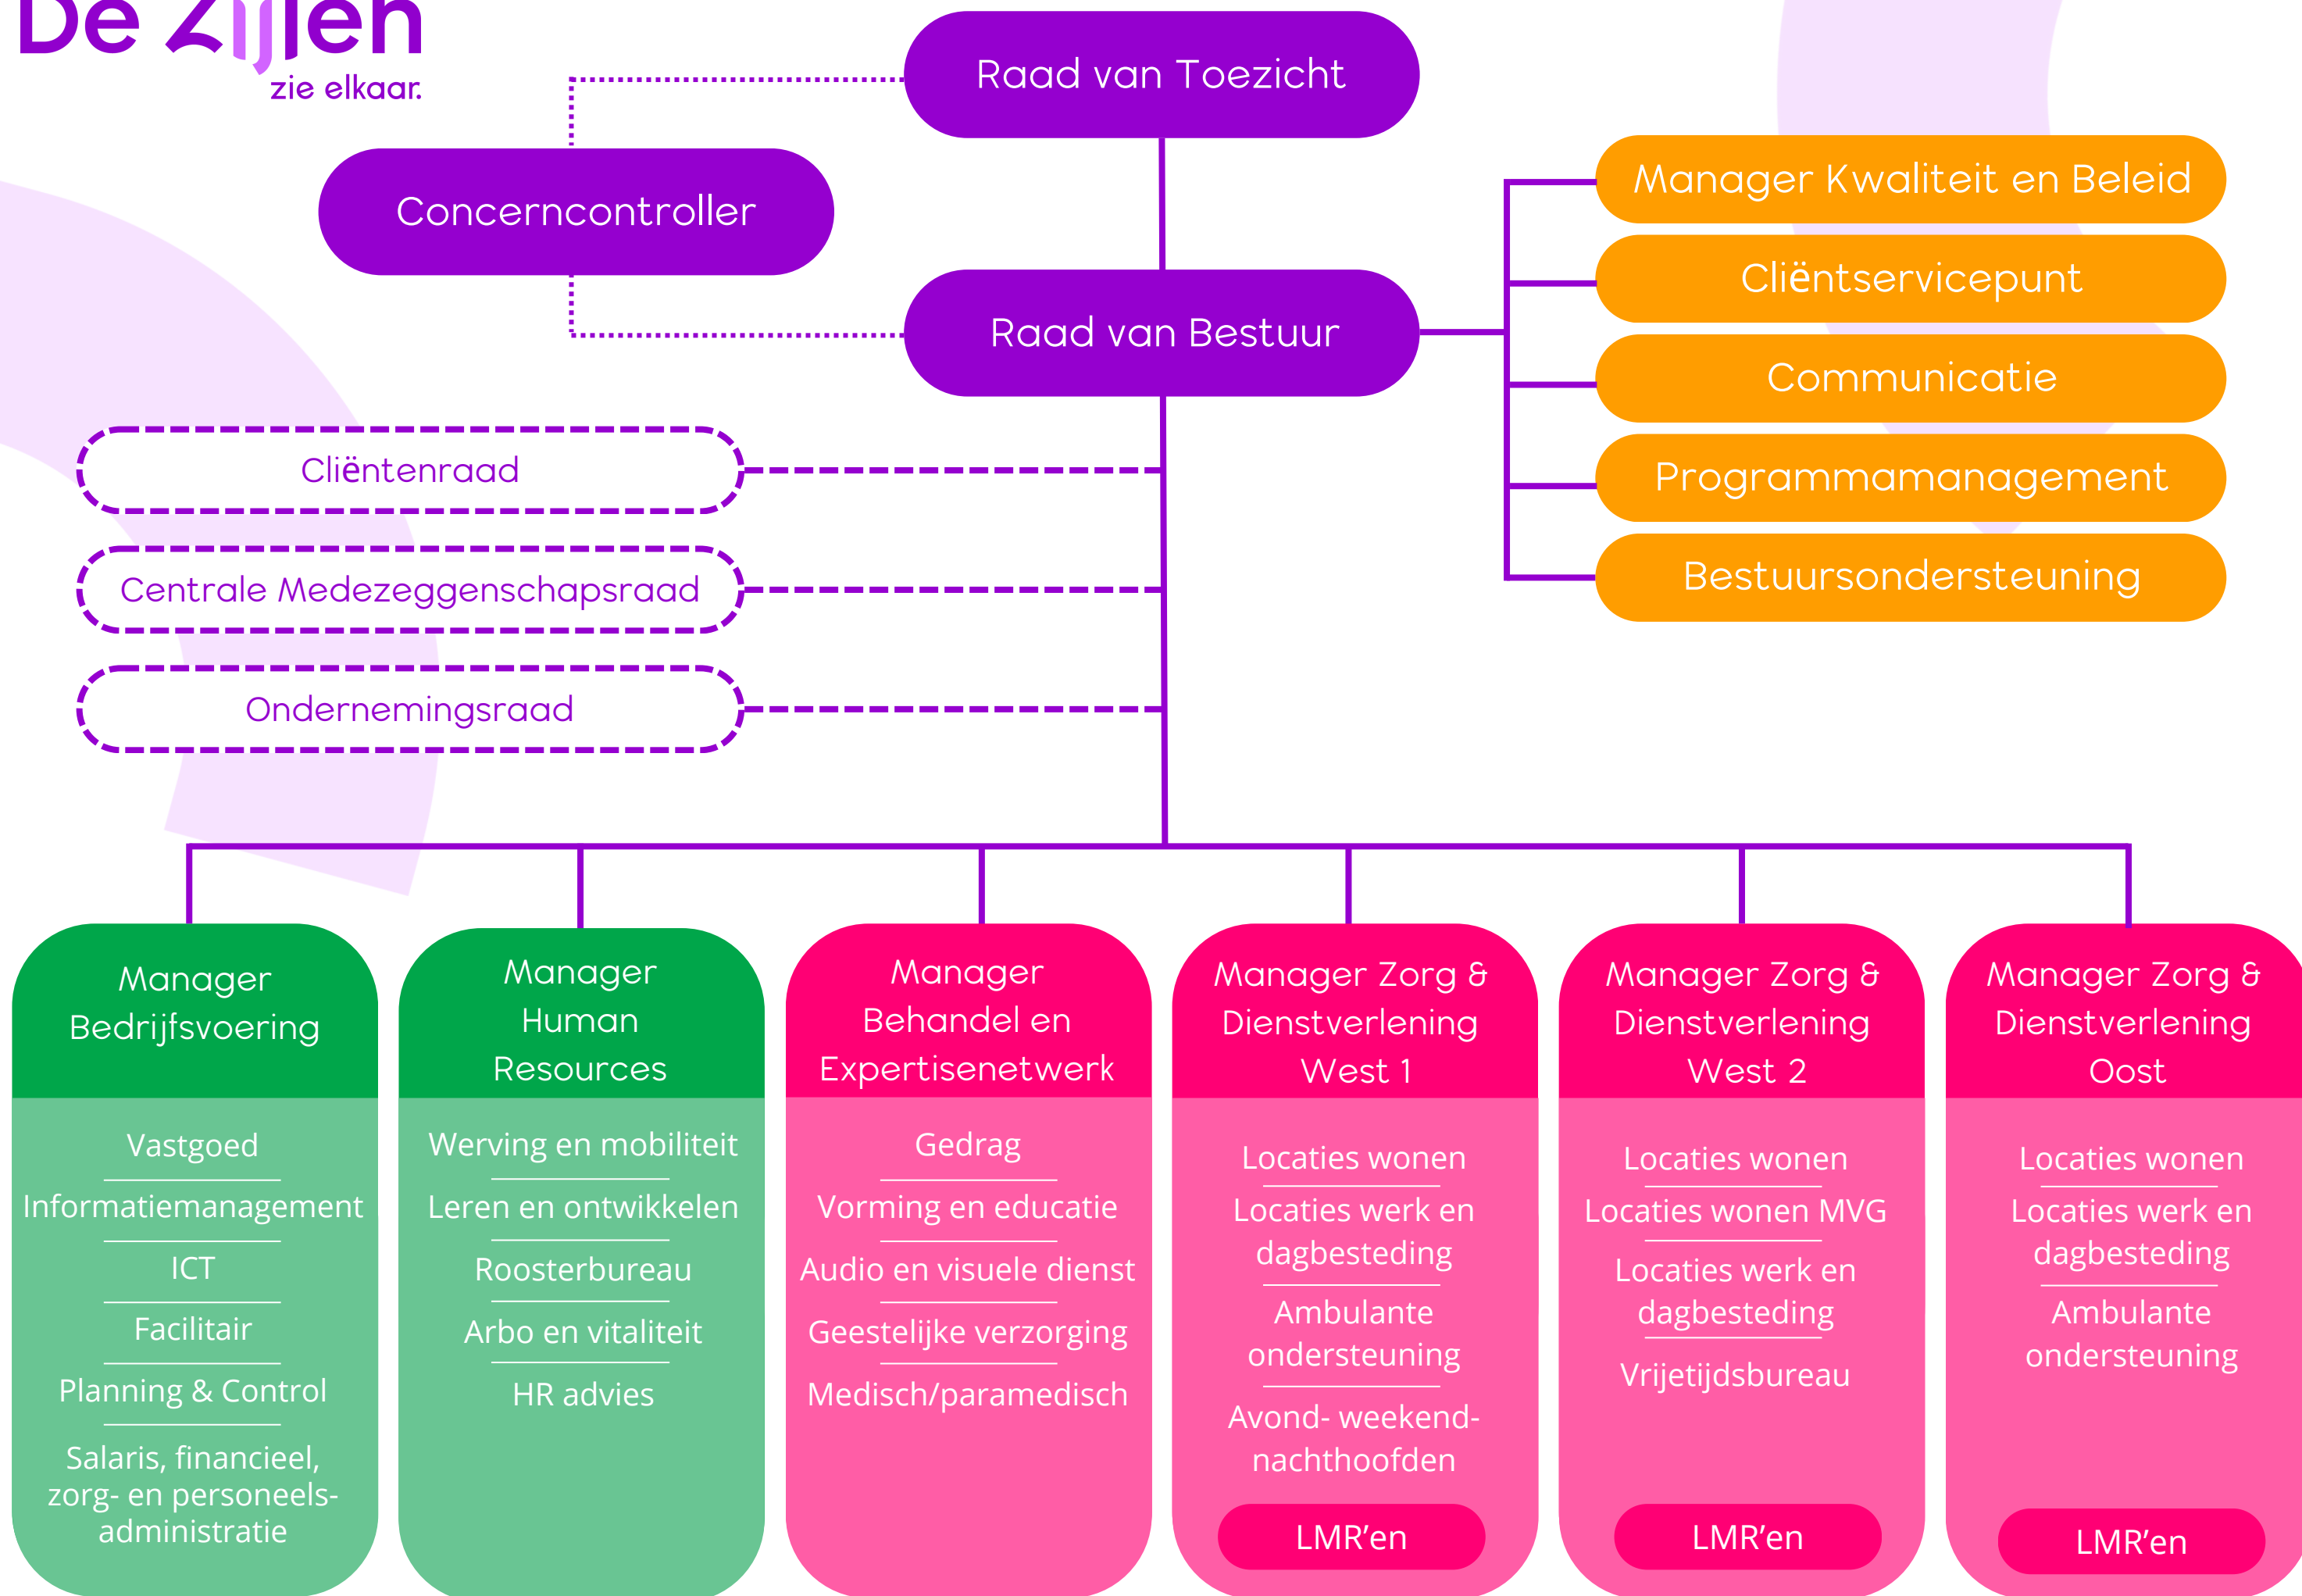 De Zijlen
zie elkaar.
Raad van Toezicht
Concerncontroller
Raad van Bestuur
Manager Kwaliteit en Beleid
Cliëntservicepunt
Communicatie
Programmamanagement
Bestuursondersteuning
Cliëntenraad
Centrale Medezeggenschapsraad
Ondernemingsraad
Manager
Bedrijfsvoering
Vastgoed
Informatiemanagement
ICT
Facilitair
Planning & Control
Salaris, financieel,
zorg- en personeels-
administratie
Manager
Human
Resources
Werving en mobiliteit
Leren en ontwikkelen
Roosterbureau
Arbo en vitaliteit
HR advies
Manager
Behandel en
Expertisenetwerk
Gedrag
Vorming en educatie
Audio en visuele dienst
Geestelijke verzorging
Medisch/paramedisch
Manager Zorg &
Dienstverlening
West 1
Locaties wonen
Locaties werk en
dagbesteding
Ambulante
ondersteuning
Avond- weekend-
nachthoofden
LMR’en
Manager Zorg &
Dienstverlening
West 2
Locaties wonen
Locaties wonen MVG
Locaties werk en
dagbesteding
Vrijetijdsbureau
LMR’en
Manager Zorg &
Dienstverlening
Oost
Locaties wonen
Locaties werk en
dagbesteding
Ambulante
ondersteuning
LMR’en